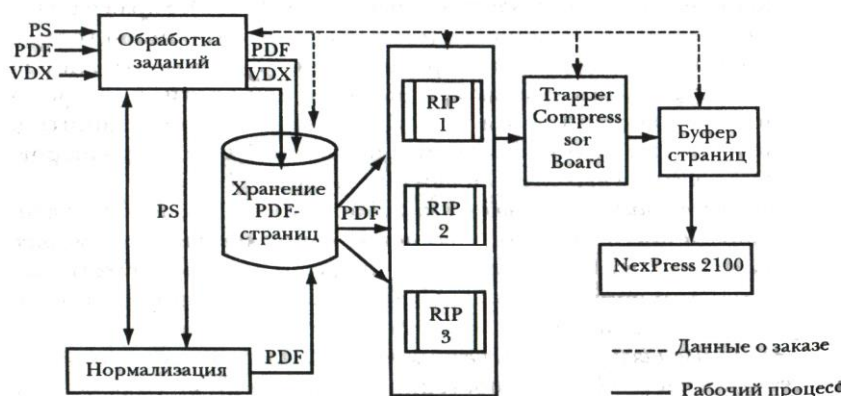 PS
PDF
VDX
Обработка
заданий
PDF
VDX
PS
Хранение
PDF-
страниц
PDF
Нормализация
PDF
RIP
1
RIP
2
RIP
3
Trapper
Compress
sor
Board
Буфер
страниц
NexPress 2100
Данные о заказе
Рабочий процесс